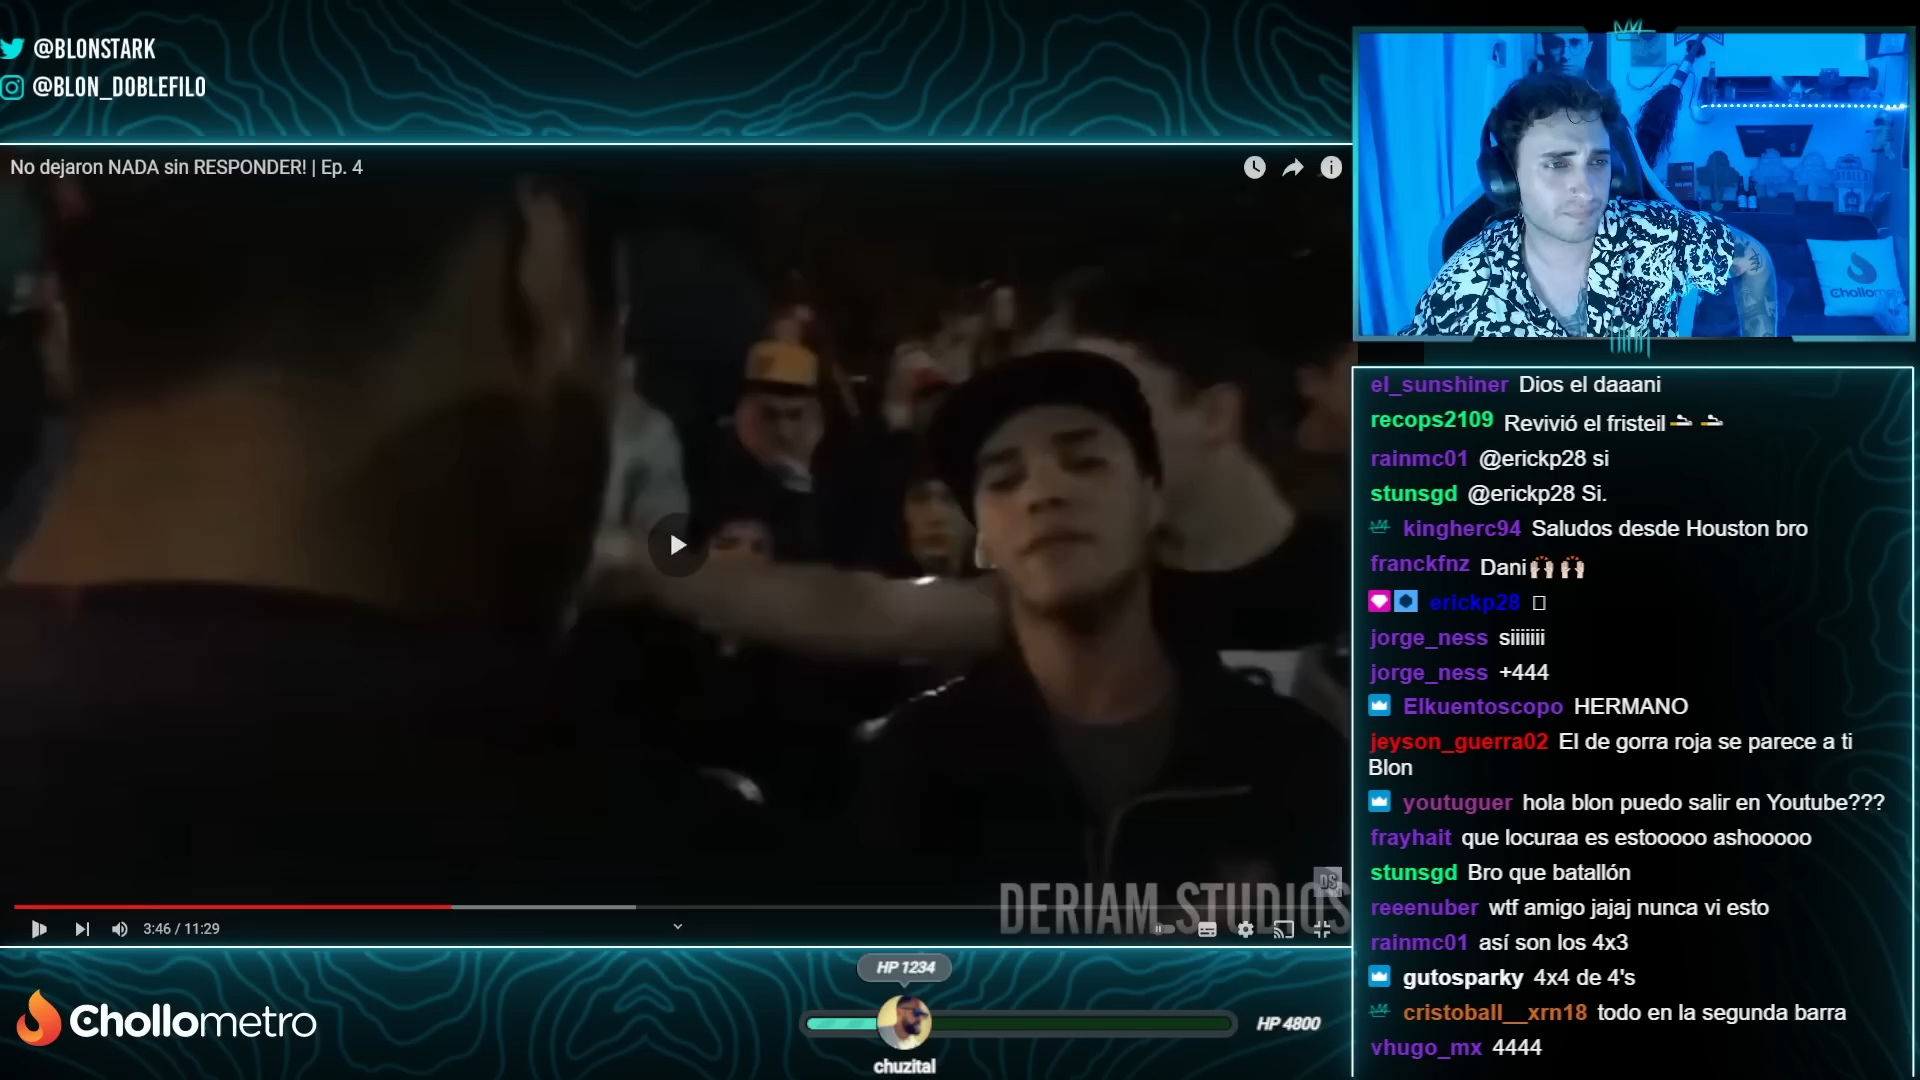 @BLONSTARK
@BLON_DOBLEFILO
No dejaron NADA sin RESPONDER! | Ep. 4
DERIAM STUDIOS
DS
3:46 / 11:29
Chollometro
HP 1234
HP 4800
chuzital
Chollomet
el_sunshiner Dios el daaani
recops2109 Revivió el fristeil
rainmc01 @erickp28 si
stunsgd @erickp28 Si.
kingherc94 Saludos desde Houston bro
franckfnz Dani
erickp28
jorge_ness siiiiiii
jorge_ness +444
Elkuentoscopo HERMANO
jeyson_guerra02 El de gorra roja se parece a ti
Blon
youtuguer hola blon puedo salir en Youtube???
frayhait que locuraa es estooooo ashooooo
stunsgd Bro que batallón
reeenuber wtf amigo jajaj nunca vi esto
rainmc01 así son los 4x3
gutosparky 4x4 de 4's
cristoball__xrn18 todo en la segunda barra
vhugo_mx 4444